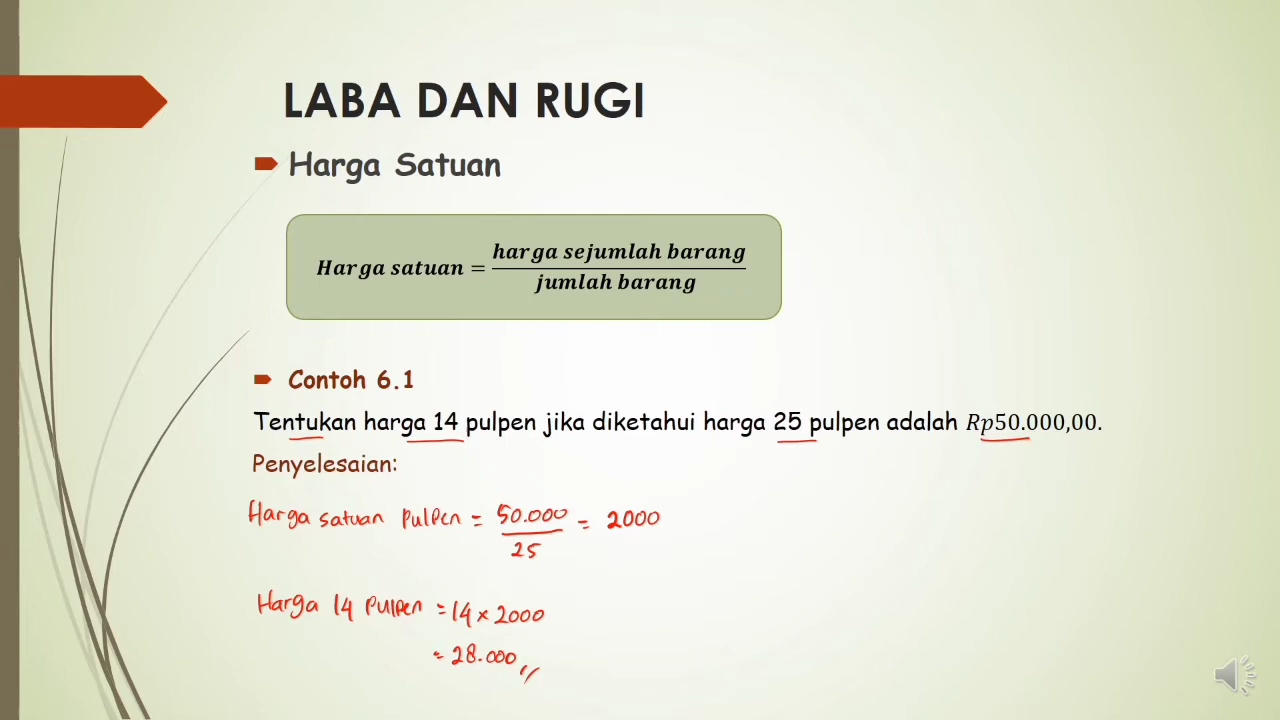 LABA DAN RUGI
Harga Satuan
Harga satuan = harga sejumlah barang / jumlah barang
Contoh 6.1
Tentukan harga 14 pulpen jika diketahui harga 25 pulpen adalah Rp50.000,00.
Penyelesaian:
Harga satuan pulpen = 50.000 / 25 = 2000
Harga 14 pulpen = 14 × 2000
= 28.000,,